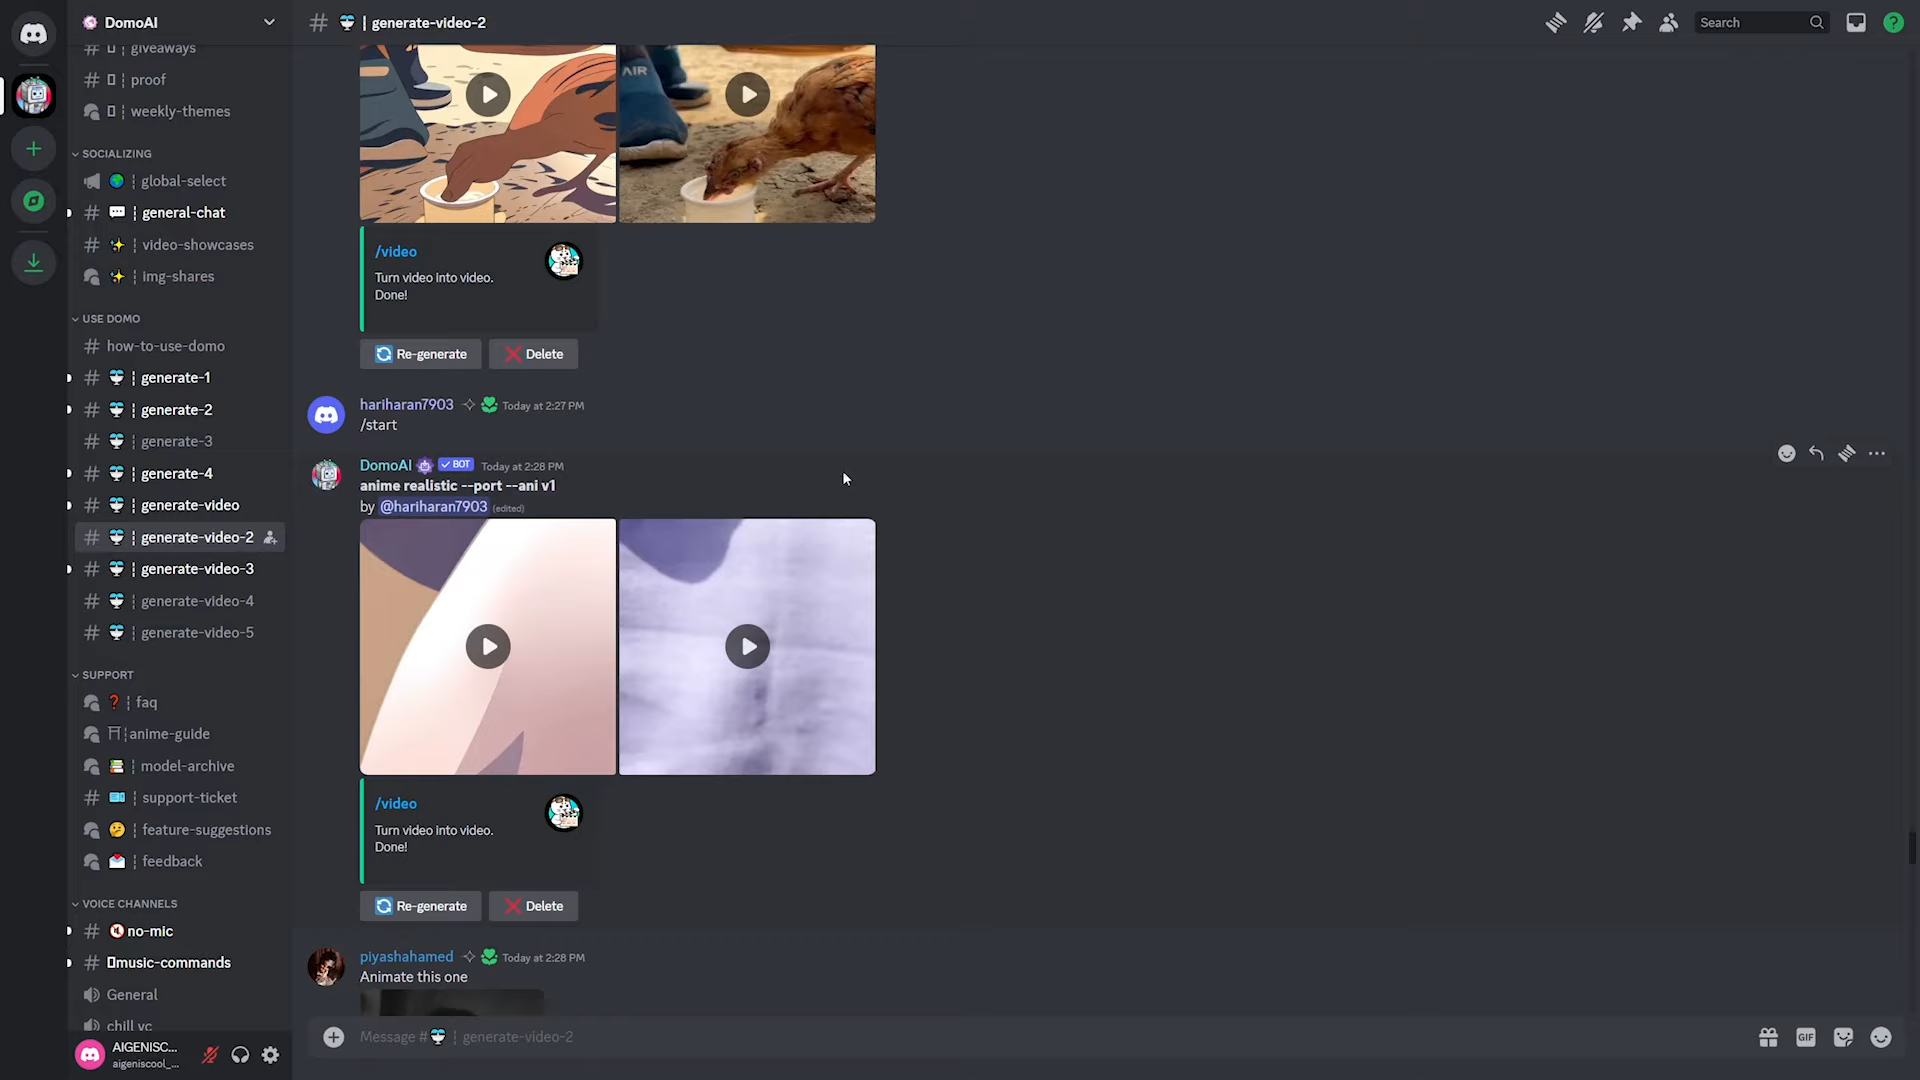 DomoAI
giveaways
proof
weekly-themes
SOCIALIZING
global-select
general-chat
video-showcases
img-shares
USE DOMO
how-to-use-domo
generate-1
generate-2
generate-3
generate-4
generate-video
generate-video-2
generate-video-3
generate-video-4
generate-video-5
SUPPORT
faq
anime-guide
model-archive
support-ticket
feature-suggestions
feedback
VOICE CHANNELS
no-mic
music-commands
General
chill vc
AIGENISC...
aigeniscool_...
| generate-video-2
Search
AIR
/video
Turn video into video.
Done!
Re-generate
Delete
hariharan7903 Today at 2:27 PM
/start
DomoAI BOT Today at 2:28 PM
anime realistic --port --ani v1
by @hariharan7903 (edited)
/video
Turn video into video.
Done!
Re-generate
Delete
piyashahamed Today at 2:28 PM
Animate this one
Message # ¦ generate-video-2
GIF